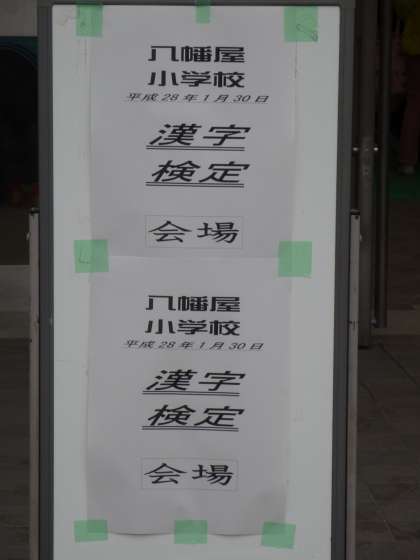 八幡屋
小学校
平成28年1月30日
漢字
検定
会場
八幡屋
小学校
平成28年1月30日
漢字
検定
会場